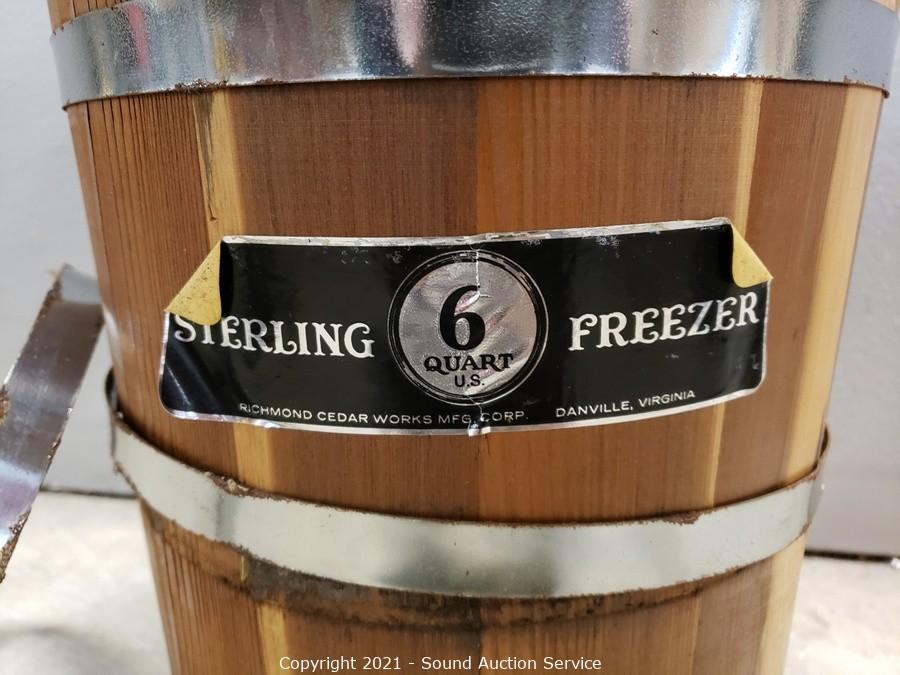 STERLING 6 FREEZER
QUART
U.S.
RICHMOND CEDAR WORKS MFG. CORP. DANVILLE, VIRGINIA
Copyright 2021 - Sound Auction Service